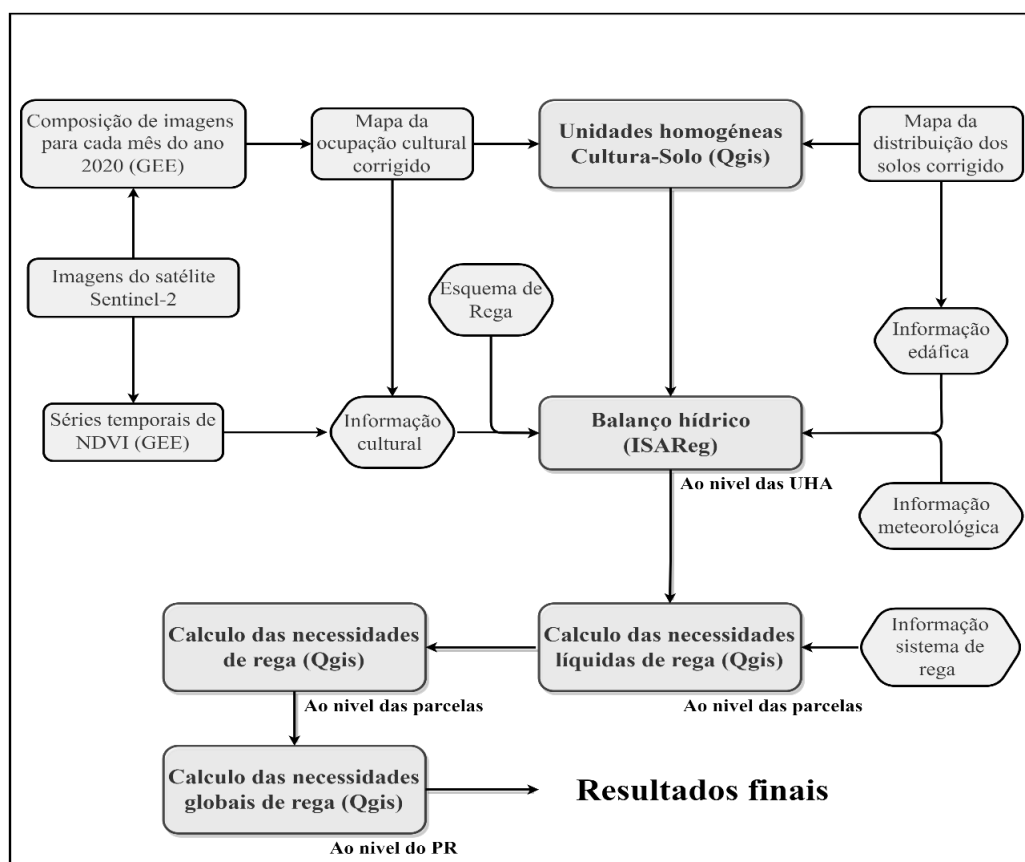 Composição de imagens
para cada mês do ano
2020 (GEE)
Mapa da
ocupação cultural
corrigido
Unidades homogéneas
Cultura-Solo (Qgis)
Mapa da
distribuição dos
solos corrigido
Imagens do satélite
Sentinel-2
Esquema de
Rega
Informação
edáfica
Séries temporais de
NDVI (GEE)
Informação
cultural
Balanço hídrico
(ISAReg)
Ao nivel das UHA
Informação
meteorológica
Calculo das necessidades
de rega (Qgis)
Calculo das necessidades
líquidas de rega (Qgis)
Informação
sistema de
rega
Ao nivel das parcelas
Ao nivel das parcelas
Calculo das necessidades
globais de rega (Qgis)
Resultados finais
Ao nivel do PR